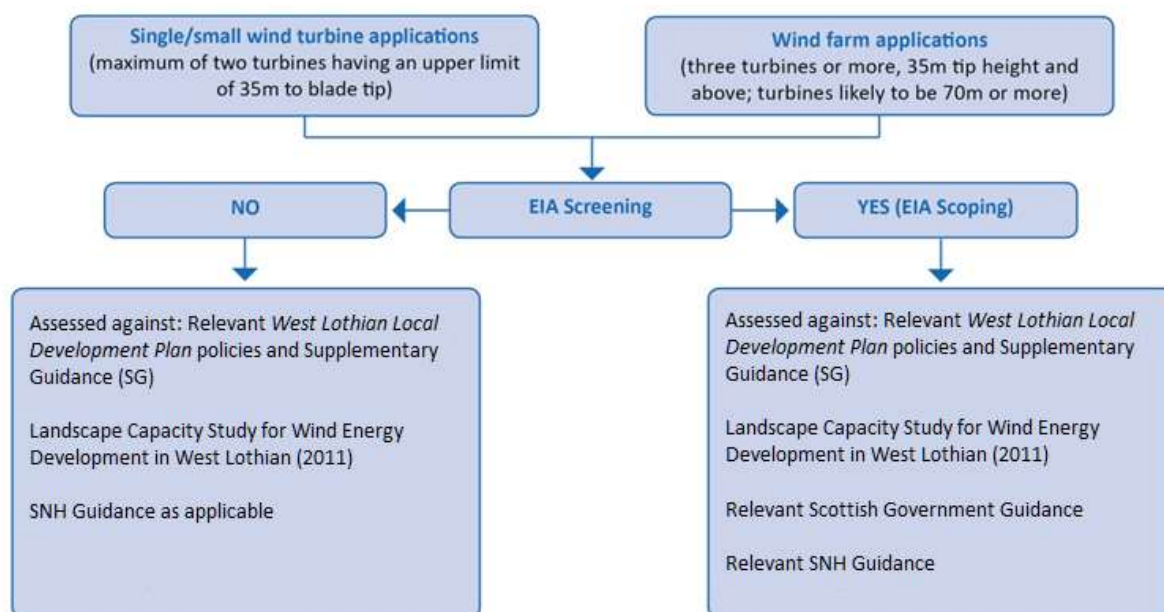 Single/small wind turbine applications
(maximum of two turbines having an upper limit
of 35m to blade tip)
Wind farm applications
(three turbines or more, 35m tip height and
above; turbines likely to be 70m or more)
NO
EIA Screening
YES (EIA Scoping)
Assessed against: Relevant West Lothian Local
Development Plan policies and Supplementary
Guidance (SG)
Landscape Capacity Study for Wind Energy
Development in West Lothian (2011)
SNH Guidance as applicable
Assessed against: Relevant West Lothian Local
Development Plan policies and Supplementary
Guidance (SG)
Landscape Capacity Study for Wind Energy
Development in West Lothian (2011)
Relevant Scottish Government Guidance
Relevant SNH Guidance